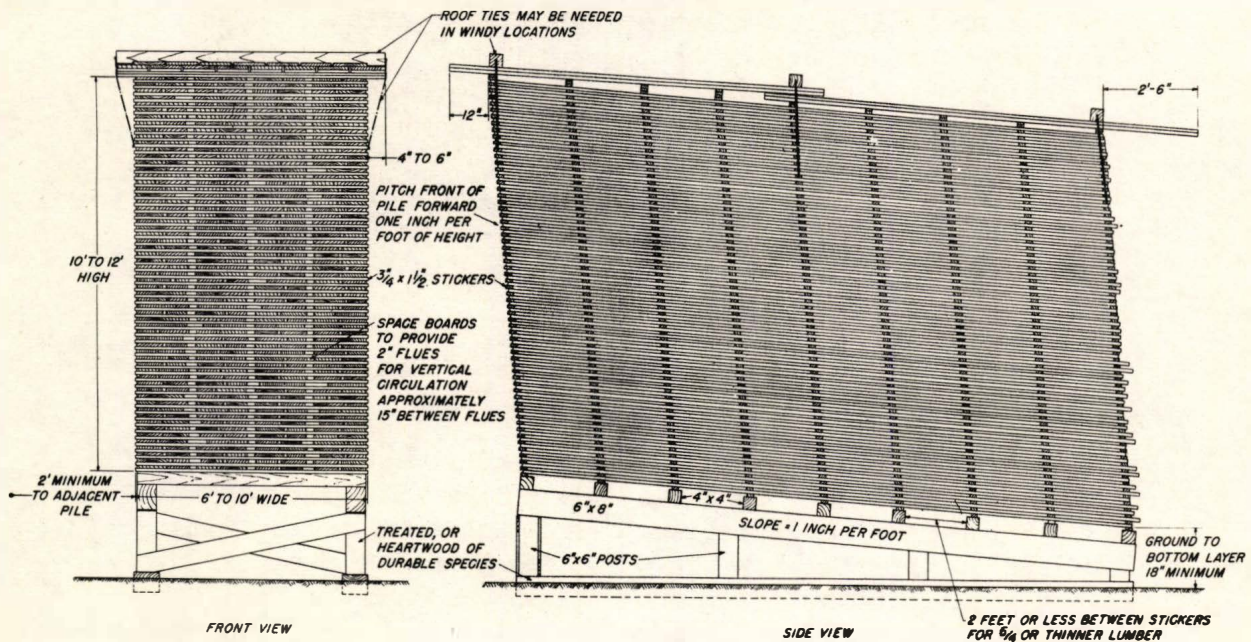 ROOF TIES MAY BE NEEDED
IN WINDY LOCATIONS
2'-6"
12"
4" TO 6"
PITCH FRONT OF
PILE FORWARD
ONE INCH PER
FOOT OF HEIGHT
10' TO 12'
HIGH
3/4" x 1 1/2" STICKERS
SPACE BOARDS
TO PROVIDE
2" FLUES
FOR VERTICAL
CIRCULATION
APPROXIMATELY
15" BETWEEN FLUES
2' MINIMUM
TO ADJACENT
PILE
6' TO 10' WIDE
4" x 4"
6" x 8"
SLOPE = 1 INCH PER FOOT
TREATED, OR
HEARTWOOD OF
DURABLE SPECIES
6"x6" POSTS
GROUND TO
BOTTOM LAYER
18" MINIMUM
2 FEET OR LESS BETWEEN STICKERS
FOR 6/4 OR THINNER LUMBER
FRONT VIEW
SIDE VIEW